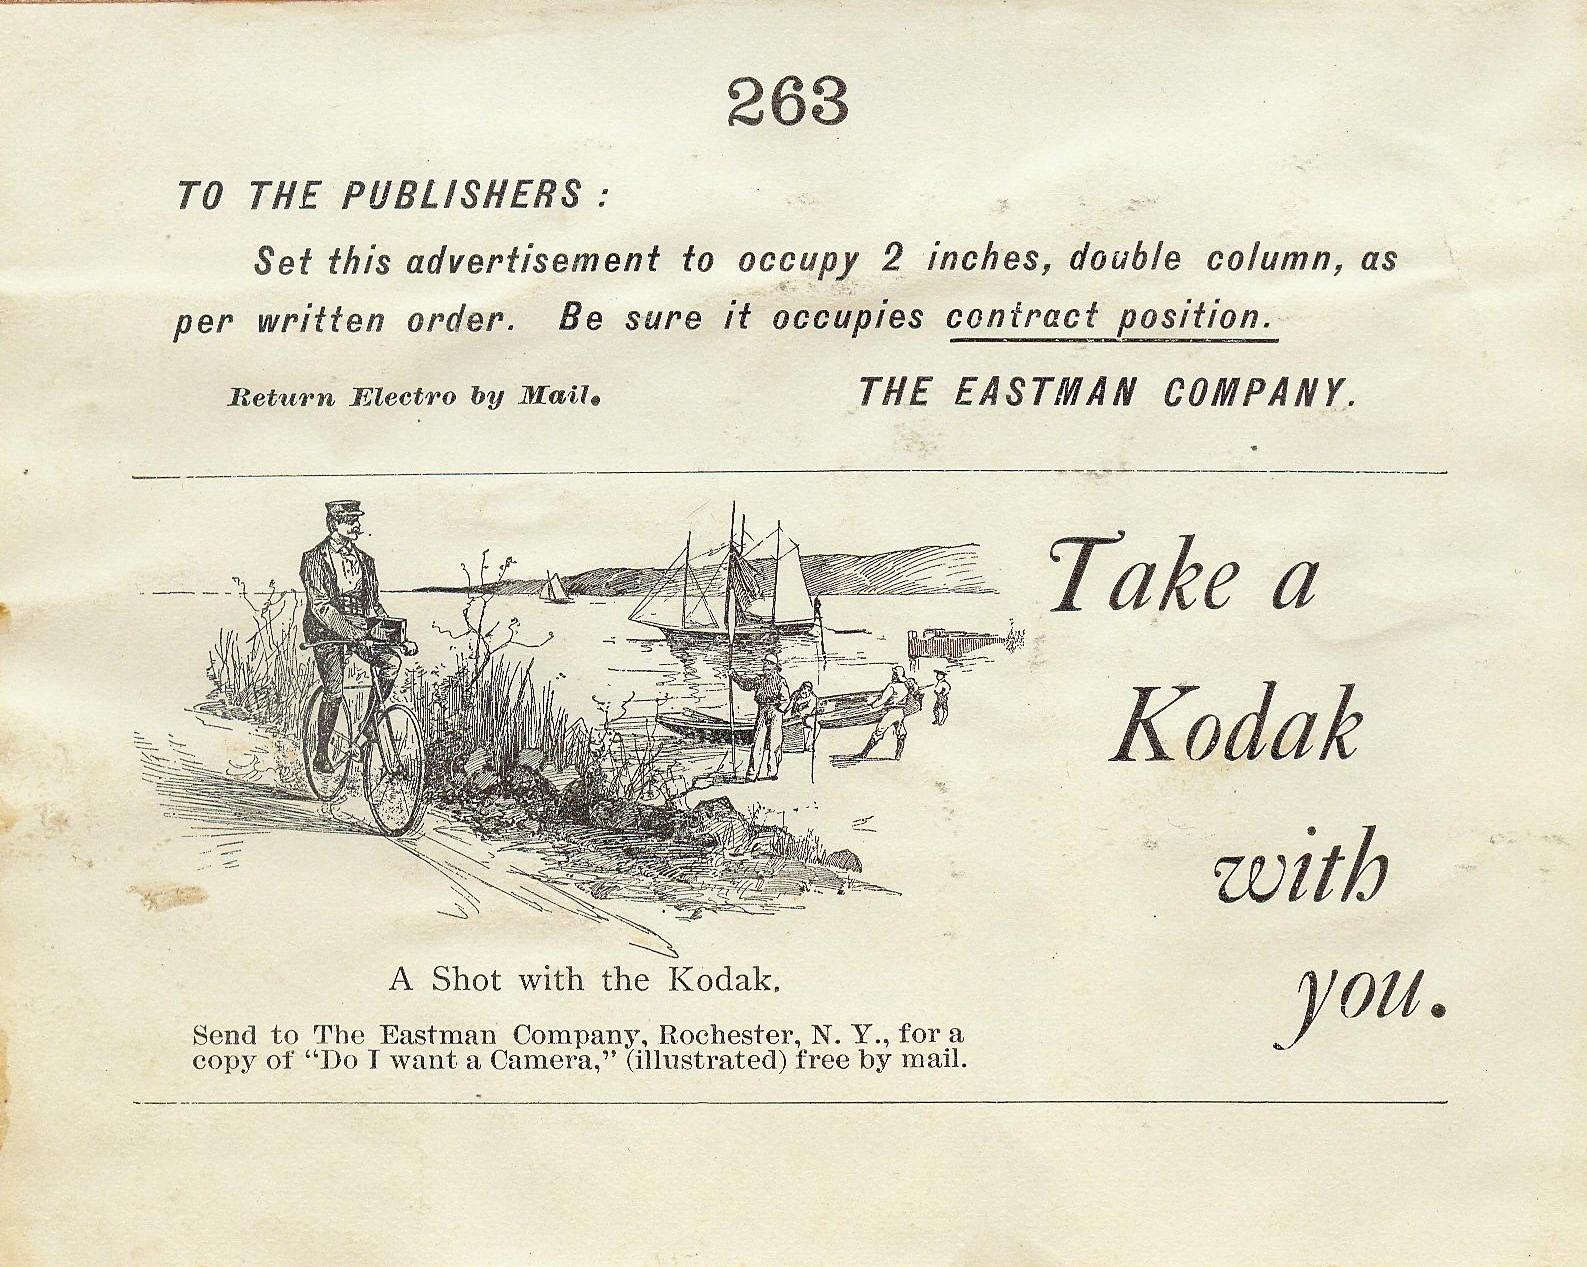 263
TO THE PUBLISHERS :
Set this advertisement to occupy 2 inches, double column, as
per written order. Be sure it occupies contract position.
Return Electro by Mail.
THE EASTMAN COMPANY.
Take a
Kodak
with
you.
A Shot with the Kodak.
Send to The Eastman Company, Rochester, N. Y., for a
copy of “Do I want a Camera,” (illustrated) free by mail.